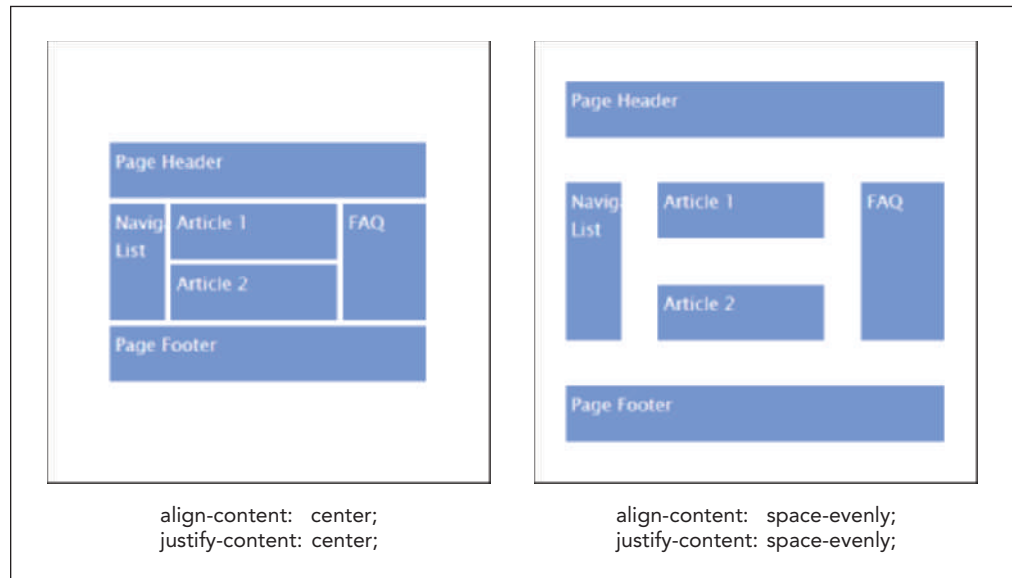 Page Header
Navig
List
Article 1
FAQ
Article 2
Page Footer
align-content: center;
justify-content: center;
Page Header
Navig
List
Article 1
FAQ
Article 2
Page Footer
align-content: space-evenly;
justify-content: space-evenly;